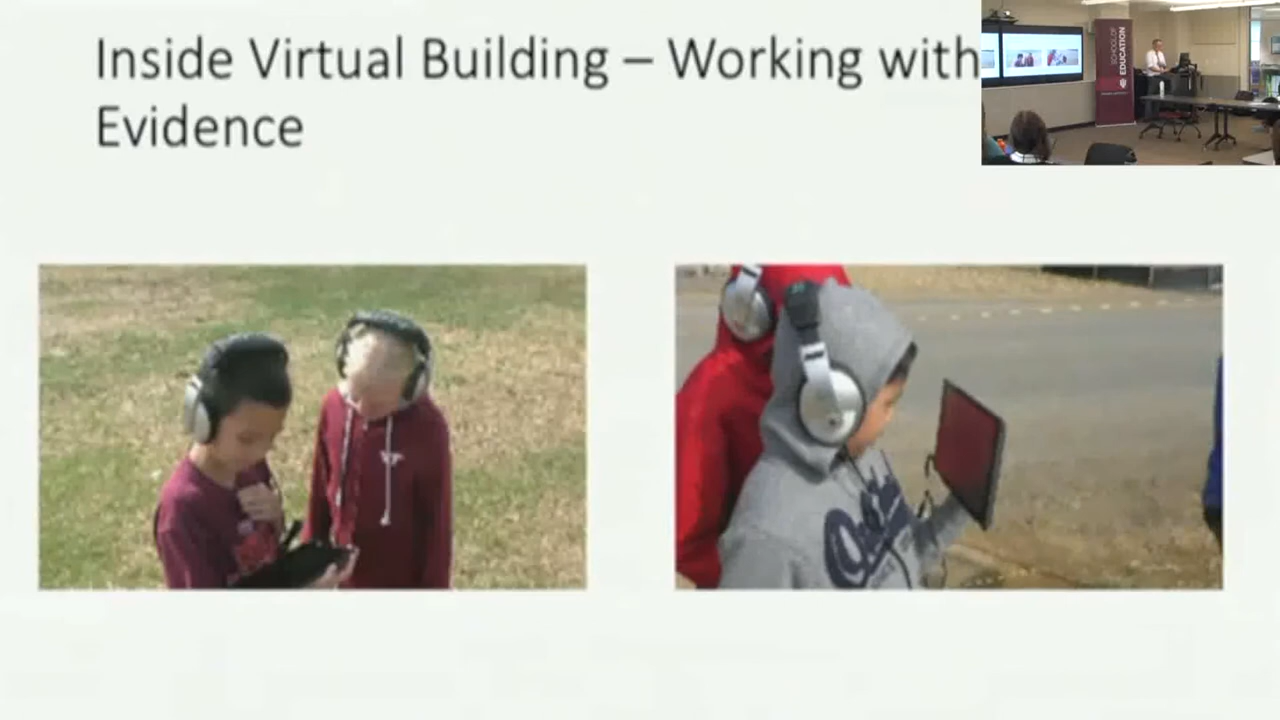 Inside Virtual Building – Working with
Evidence
SCHOOL OF
EDUCATION